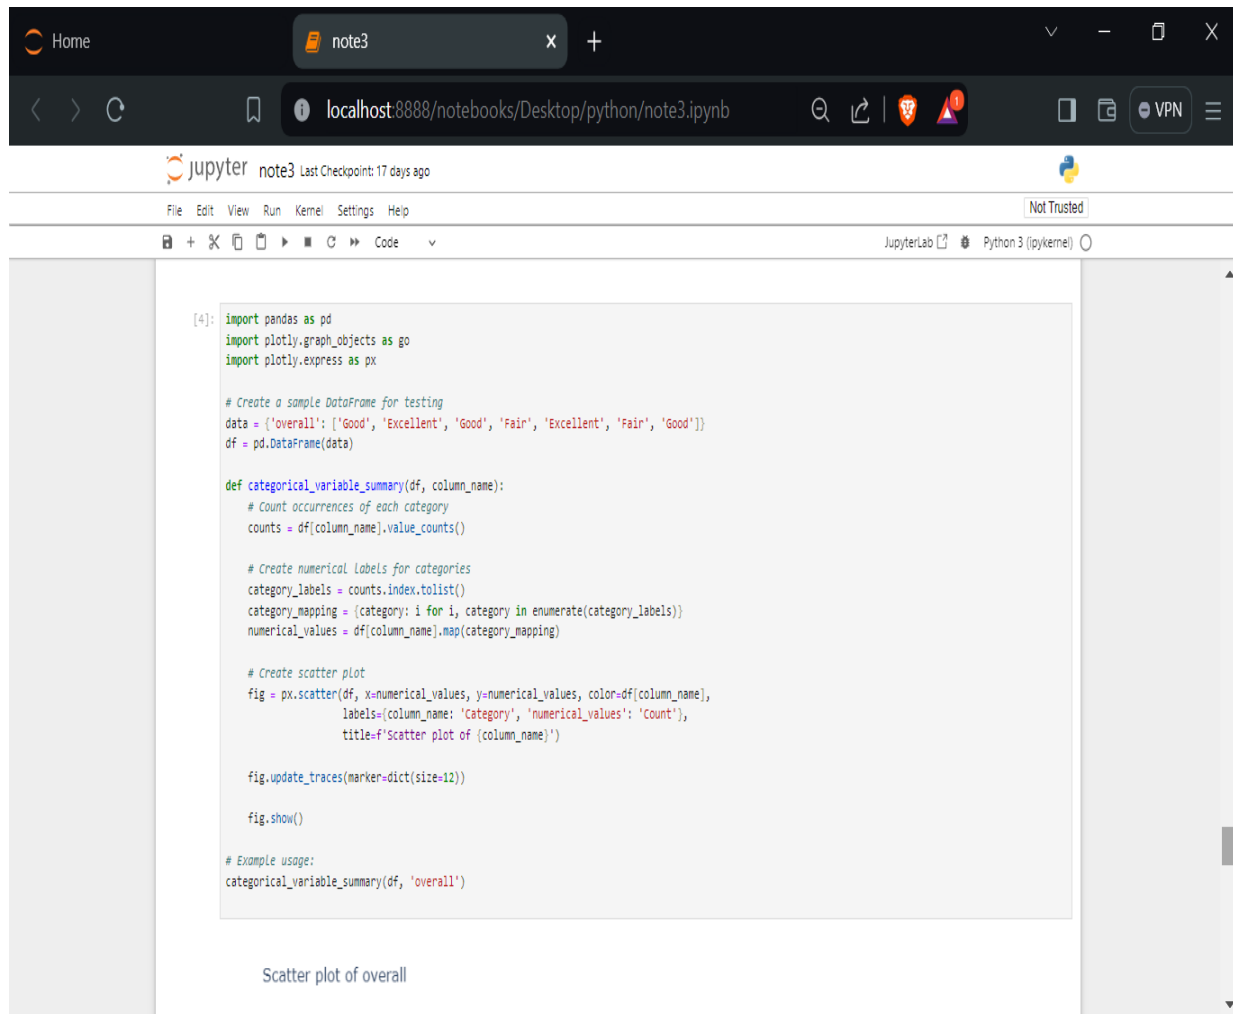 Home
note3
localhost:8888/notebooks/Desktop/python/note3.ipynb
1
VPN
jupyter note3 Last Checkpoint: 17 days ago
File Edit View Run Kernel Settings Help
Not Trusted
Code
JupyterLab
Python 3 (ipykernel)
[4]: import pandas as pd
import plotly.graph_objects as go
import plotly.express as px
# Create a sample DataFrame for testing
data = {'overall': ['Good', 'Excellent', 'Good', 'Fair', 'Excellent', 'Fair', 'Good']}
df = pd.DataFrame(data)
def categorical_variable_summary(df, column_name):
# Count occurrences of each category
counts = df[column_name].value_counts()
# Create numerical labels for categories
category_labels = counts.index.tolist()
category_mapping = {category: i for i, category in enumerate(category_labels)}
numerical_values = df[column_name].map(category_mapping)
# Create scatter plot
fig = px.scatter(df, x=numerical_values, y=numerical_values, color=df[column_name],
labels={column_name: 'Category', 'numerical_values': 'Count'},
title=f'Scatter plot of {column_name}')
fig.update_traces(marker=dict(size=12))
fig.show()
# Example usage:
categorical_variable_summary(df, 'overall')
Scatter plot of overall